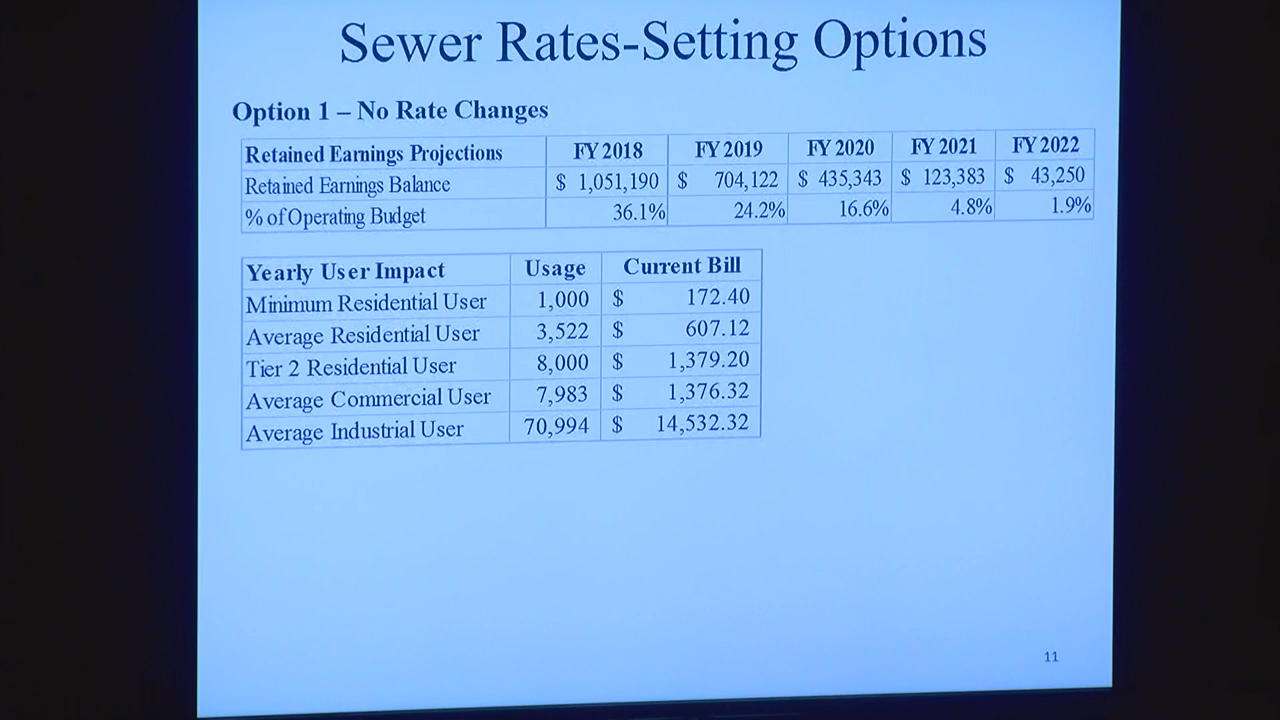 Sewer Rates-Setting Options
Option 1 – No Rate Changes
Retained Earnings Projections FY 2018 FY 2019 FY 2020 FY 2021 FY 2022
Retained Earnings Balance $ 1,051,190 $ 704,122 $ 435,343 $ 123,383 $ 43,250
% of Operating Budget 36.1% 24.2% 16.6% 4.8% 1.9%
Yearly User Impact Usage Current Bill
Minimum Residential User 1,000 $ 172.40
Average Residential User 3,522 $ 607.12
Tier 2 Residential User 8,000 $ 1,379.20
Average Commercial User 7,983 $ 1,376.32
Average Industrial User 70,994 $ 14,532.32
11